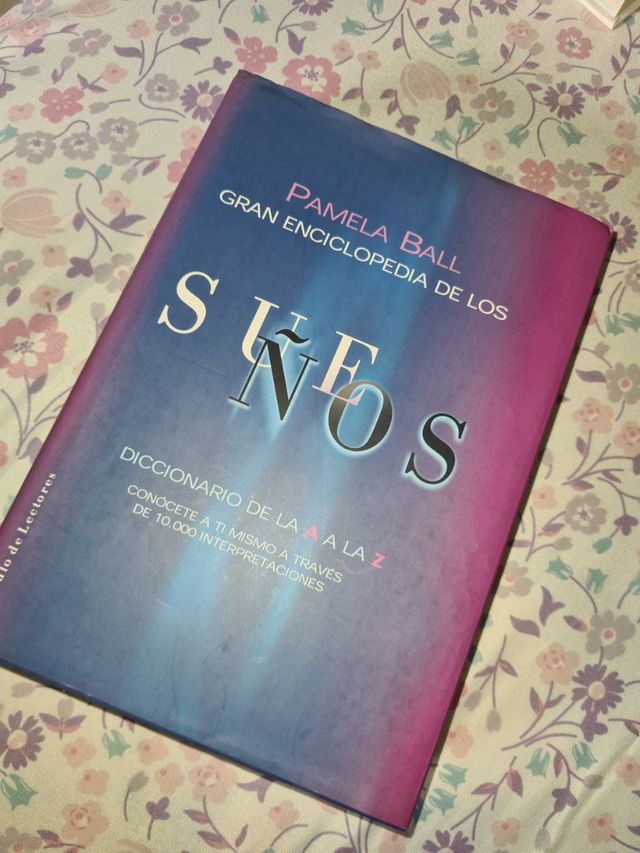 PAMELA BALL
GRAN ENCICLOPEDIA DE LOS
SUEÑOS
DICCIONARIO DE LA A A LA Z
CONÓCETE A TI MISMO A TRAVÉS
DE 10.000 INTERPRETACIONES
de Lectores